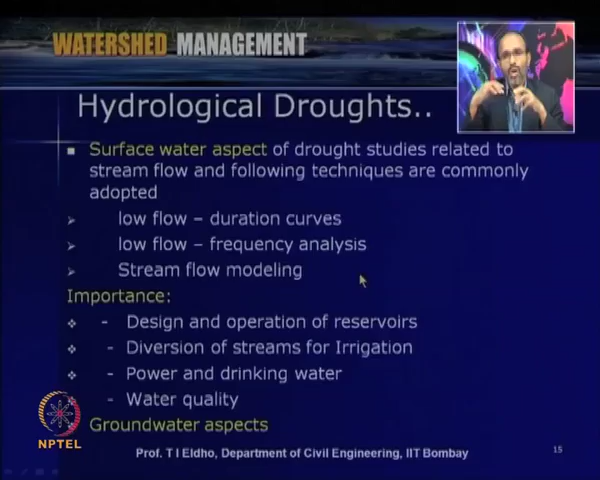 WATERSHED MANAGEMENT
Hydrological Droughts..
Surface water aspect of drought studies related to
stream flow and following techniques are commonly
adopted
low flow – duration curves
low flow – frequency analysis
Stream flow modeling
Importance:
- Design and operation of reservoirs
- Diversion of streams for Irrigation
- Power and drinking water
- Water quality
Groundwater aspects
NPTEL
Prof. T I Eldho, Department of Civil Engineering, IIT Bombay
15